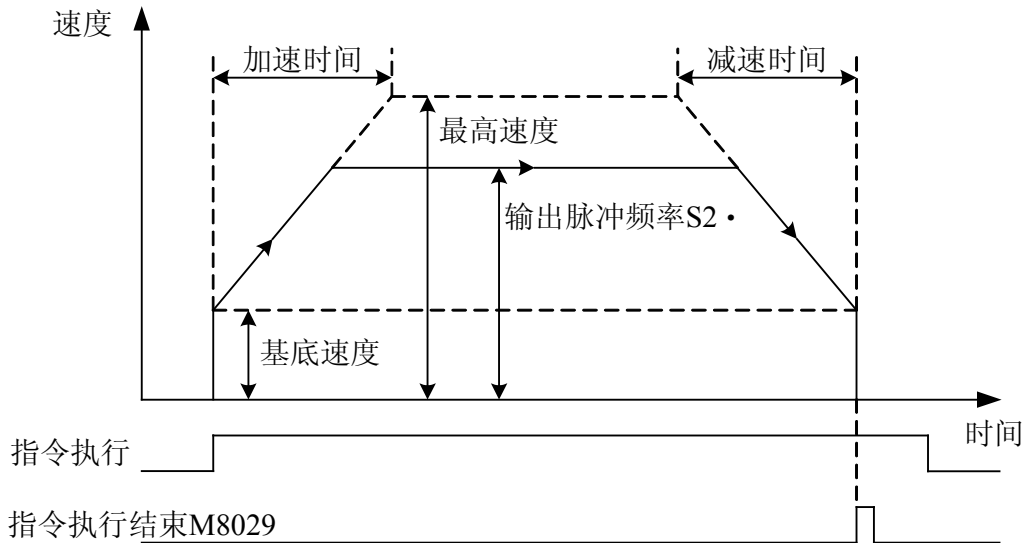 速度
加速时间
减速时间
最高速度
输出脉冲频率S2·
基底速度
时间
指令执行
指令执行结束M8029